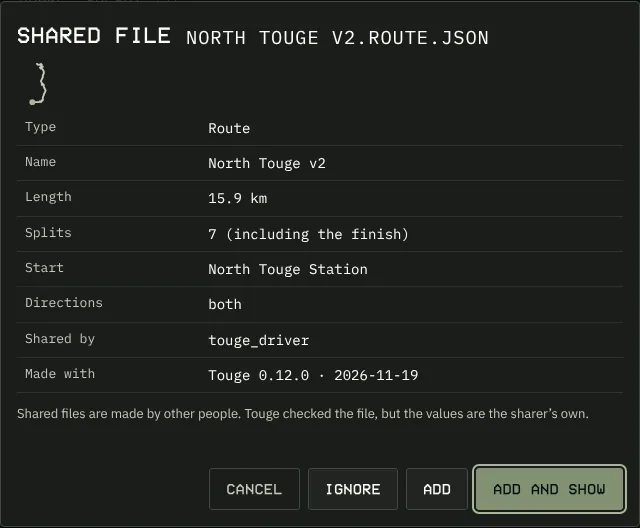 SHARED FILE NORTH TOUGE V2.ROUTE.JSON
Type Route
Name North Touge v2
Length 15.9 km
Splits 7 (including the finish)
Start North Touge Station
Directions both
Shared by touge_driver
Made with Touge 0.12.0 · 2026-11-19
Shared files are made by other people. Touge checked the file, but the values are the sharer’s own.
CANCEL IGNORE ADD ADD AND SHOW